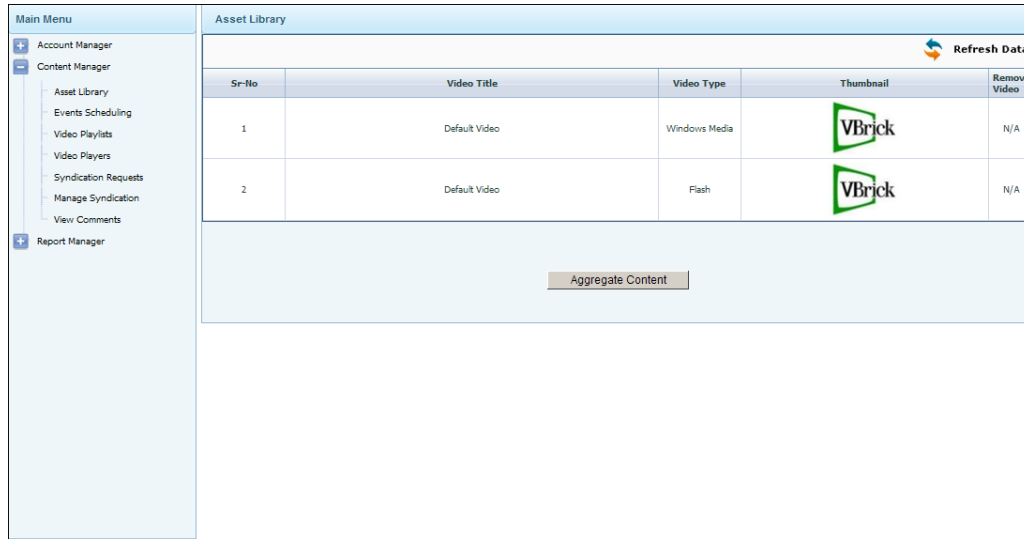 Main Menu
Asset Library
Account Manager
Content Manager
Asset Library
Events Scheduling
Video Playlists
Video Players
Syndication Requests
Manage Syndication
View Comments
Report Manager
Refresh Data
Sr-No Video Title Video Type Thumbnail Remov
Video
1 Default Video Windows Media VBrick N/A
2 Default Video Flash VBrick N/A
Aggregate Content